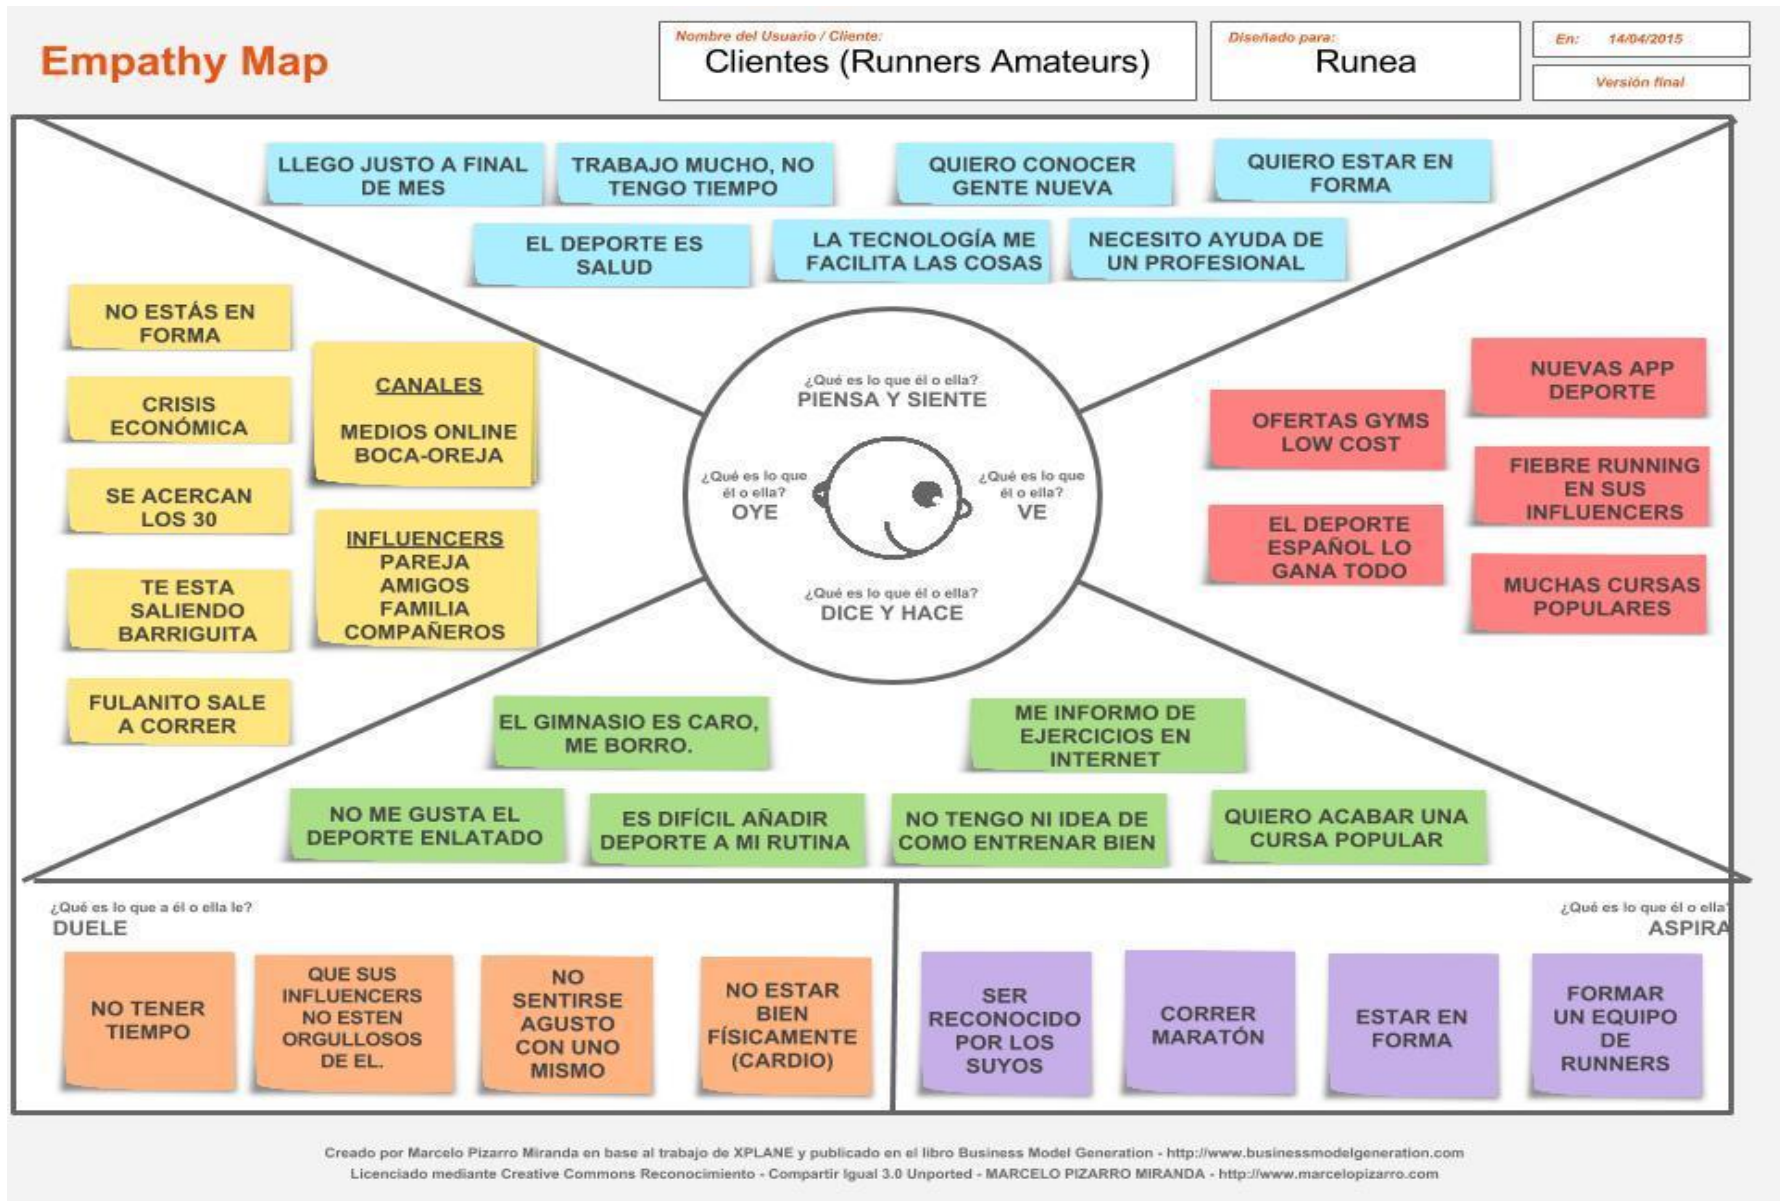 Empathy Map
Nombre del Usuario / Cliente:
Clientes (Runners Amateurs)
Diseñado para:
Runea
En: 14/04/2015
Versión final
LLEGO JUSTO A FINAL
DE MES
TRABAJO MUCHO, NO
TENGO TIEMPO
QUIERO CONOCER
GENTE NUEVA
QUIERO ESTAR EN
FORMA
EL DEPORTE ES
SALUD
LA TECNOLOGÍA ME
FACILITA LAS COSAS
NECESITO AYUDA DE
UN PROFESIONAL
NO ESTÁS EN
FORMA
CRISIS
ECONÓMICA
SE ACERCAN
LOS 30
TE ESTA
SALIENDO
BARRIGUITA
FULANITO SALE
A CORRER
CANALES
MEDIOS ONLINE
BOCA-OREJA
INFLUENCERS
PAREJA
AMIGOS
FAMILIA
COMPAÑEROS
¿Qué es lo que él o ella?
PIENSA Y SIENTE
¿Qué es lo que
él o ella?
OYE
¿Qué es lo que
él o ella?
VE
¿Qué es lo que él o ella?
DICE Y HACE
OFERTAS GYMS
LOW COST
EL DEPORTE
ESPAÑOL LO
GANA TODO
NUEVAS APP
DEPORTE
FIEBRE RUNNING
EN SUS
INFLUENCERS
MUCHAS CURSAS
POPULARES
EL GIMNASIO ES CARO,
ME BORRO.
ME INFORMO DE
EJERCICIOS EN
INTERNET
NO ME GUSTA EL
DEPORTE ENLATADO
ES DIFÍCIL AÑADIR
DEPORTE A MI RUTINA
NO TENGO NI IDEA DE
COMO ENTRENAR BIEN
QUIERO ACABAR UNA
CURSA POPULAR
¿Qué es lo que a él o ella le?
DUELE
NO TENER
TIEMPO
QUE SUS
INFLUENCERS
NO ESTEN
ORGULLOSOS
DE EL.
NO
SENTIRSE
AGUSTO
CON UNO
MISMO
NO ESTAR
BIEN
FÍSICAMENTE
(CARDIO)
¿Qué es lo que él o ella?
ASPIRA
SER
RECONOCIDO
POR LOS
SUYOS
CORRER
MARATÓN
ESTAR EN
FORMA
FORMAR
UN EQUIPO
DE
RUNNERS
Creado por Marcelo Pizarro Miranda en base al trabajo de XPLANE y publicado en el libro Business Model Generation - http://www.businessmodelgeneration.com
Licenciado mediante Creative Commons Reconocimiento - Compartir Igual 3.0 Unported - MARCELO PIZARRO MIRANDA - http://www.marcelopizarro.com